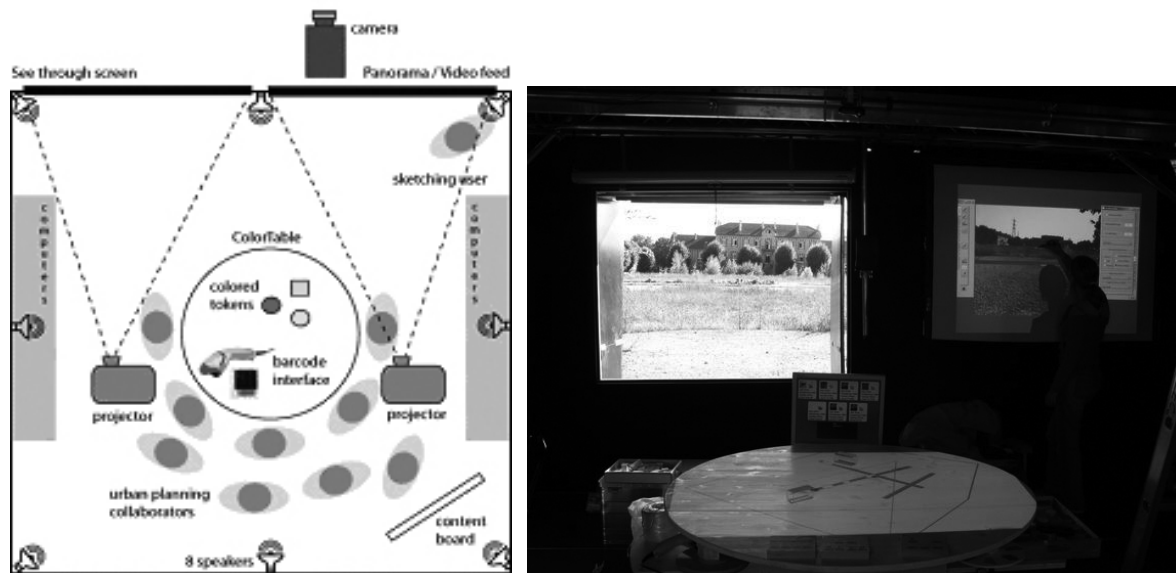 camera
See through screen
Panorama / Video feed
sketching user
computers
computers
ColorTable
colored
tokens
barcode
interface
projector
projector
urban planning
collaborators
content
board
8 speakers